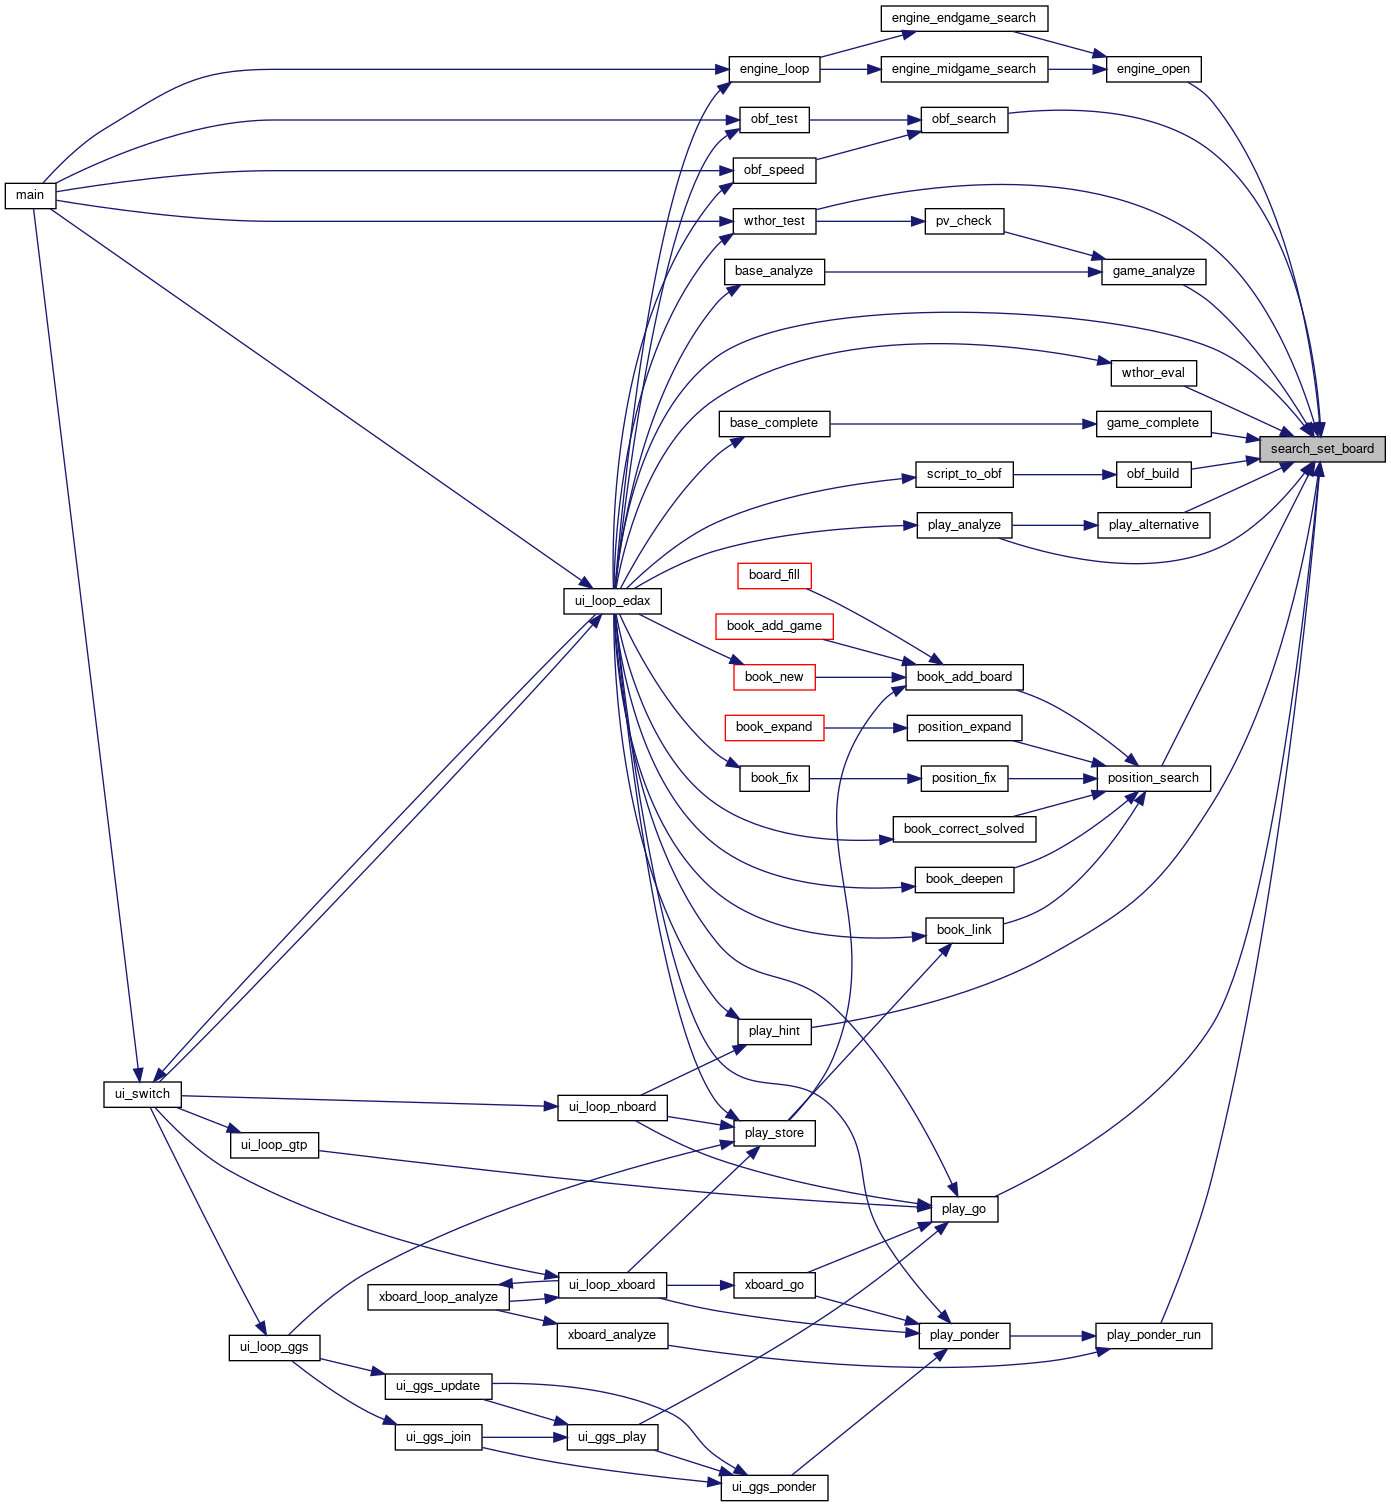 engine_endgame_search
engine_loop
engine_midgame_search
engine_open
obf_test
obf_search
obf_speed
main
wthor_test
pv_check
base_analyze
game_analyze
wthor_eval
base_complete
game_complete
search_set_board
script_to_obf
obf_build
play_analyze
play_alternative
board_fill
ui_loop_edax
book_add_game
book_new
book_add_board
book_expand
position_expand
book_fix
position_fix
position_search
book_correct_solved
book_deepen
book_link
play_hint
ui_switch
ui_loop_nboard
play_store
ui_loop_gtp
play_go
ui_loop_xboard
xboard_go
xboard_loop_analyze
xboard_analyze
play_ponder
play_ponder_run
ui_loop_ggs
ui_ggs_update
ui_ggs_join
ui_ggs_play
ui_ggs_ponder